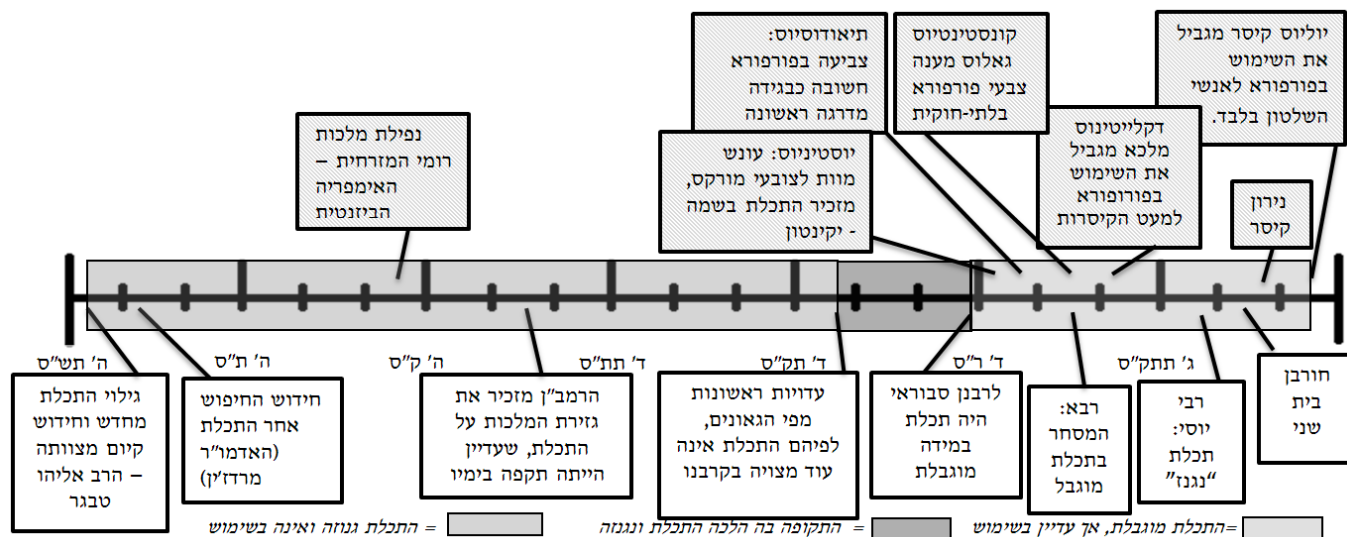 יוליוס קיסר מגביל
את השימוש
בפורפורא לאנשי
השלטון בלבד.
נירון
קיסר
דקלייטינוס
מלכא מגביל
את השימוש
בפורופורא
למעט הקיסרות
קונסטינטיוס
גאלוס מענה
צבעי פורפורא
בלתי-חוקית
תיאודוסיוס:
צביעה בפורפורא
חשובה כבגידה
מדרגה ראשונה
יוסטיניוס: עונש
מוות לצובעי מורקס,
מזכיר התכלת בשמה
- יקינטון
נפילת מלכות
רומי המזרחית –
האימפריה
הביזנטית
ג' תתק"ס
ד' ר"ס
ד' תק"ס
ד' תת"ס
ה' ק"ס
ה' ת"ס
ה' תש"ס
חורבן
בית
שני
רבי
יוסי:
תכלת
"נגנז"
רבא:
המסחר
בתכלת
מוגבל
לרבנן סבוראי
היה תכלת
במידה
מוגבלת
עדויות ראשונות
מפי הגאונים,
לפיהם התכלת אינה
עוד מצויה בקרבנו
הרמב"ן מזכיר את
גזירת המלכות על
התכלת, שעדיין
הייתה תקפה בימיו
חידוש החיפוש
אחר התכלת
(האדמו"ר
מרדז'ין)
גילוי התכלת
מחדש וחידוש
קיום מצוותה
– הרב אליהו
טבגר
=התכלת מוגבלת, אך עדיין בשימוש
= התקופה בה הלכה התכלת ונגנזה
= התכלת גנוזה ואינה בשימוש